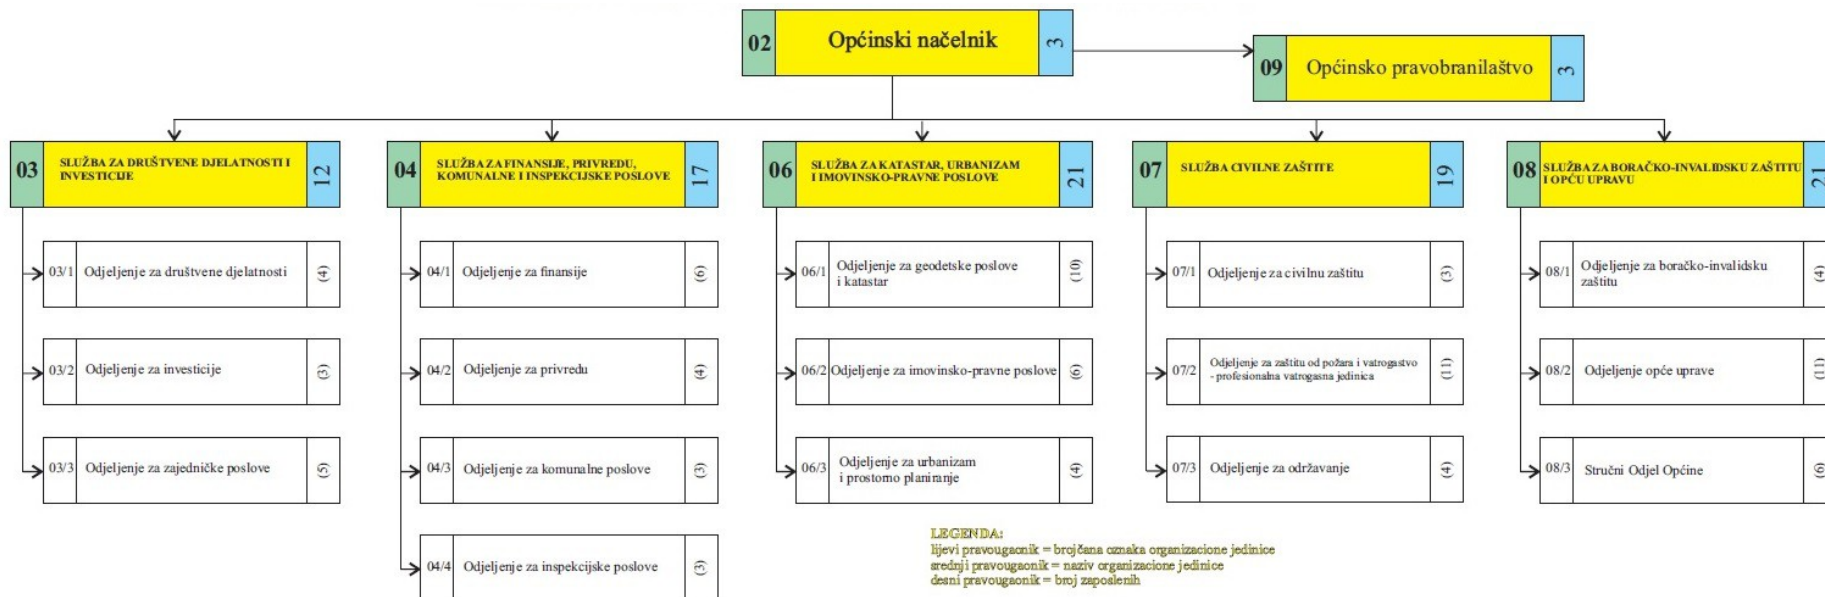 02 Općinski načelnik 3
09 Općinsko pravobranilaštvo 3
03 SLUŽBA ZA DRUŠTVENE DJELATNOSTI I
INVESTICIJE 12
03/1 Odjeljenje za društvene djelatnosti (4)
03/2 Odjeljenje za investicije (3)
03/3 Odjeljenje za zajedničke poslove (5)
04 SLUŽBA ZA FINANSIJE, PRIVREDU,
KOMUNALNE I INSPEKCIJSKE POSLOVE 17
04/1 Odjeljenje za finansije (6)
04/2 Odjeljenje za privredu (4)
04/3 Odjeljenje za komunalne poslove (3)
04/4 Odjeljenje za inspekcijske poslove (3)
06 SLUŽBA ZA KATASTAR, URBANIZAM
I IMOVINSKO-PRAVNE POSLOVE 21
06/1 Odjeljenje za geodetske poslove
i katastar (10)
06/2 Odjeljenje za imovinsko-pravne poslove (6)
06/3 Odjeljenje za urbanizam
i prostorno planiranje (4)
07 SLUŽBA CIVILNE ZAŠTITE 19
07/1 Odjeljenje za civilnu zaštitu (3)
07/2 Odjeljenje za zaštitu od požara i vatrogastvo
- profesionalna vatrogasna jedinica (11)
07/3 Odjeljenje za održavanje (4)
08 SLUŽBA ZA BORAČKO-INVALIDSKU ZAŠTITU
I OPĆU UPRAVU 21
08/1 Odjeljenje za boračko-invalidsku
zaštitu (4)
08/2 Odjeljenje opće uprave (11)
08/3 Stručni Odjel Općine (6)
LEGENDA:
lijevi pravougaonik = brojčana oznaka organizacione jedinice
srednji pravougaonik = naziv organizacione jedinice
desni pravougaonik = broj zaposlenih